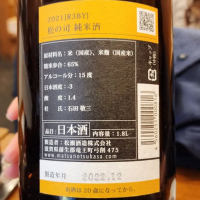 2021[R3BY]
松の司 純米酒
原材料名：米（国産）、米麹（国産米）
精米歩合：65%
アルコール分：15度
日本酒度：-3
酸度：1.4
杜氏：石田 敬三
品目 日本酒 1.8L
製造者：松瀬酒造株式会社
滋賀県蒲生郡竜王町弓削475
www.matsunotsukasa.com
製造年月 2022.12
お酒は20歳になってから。